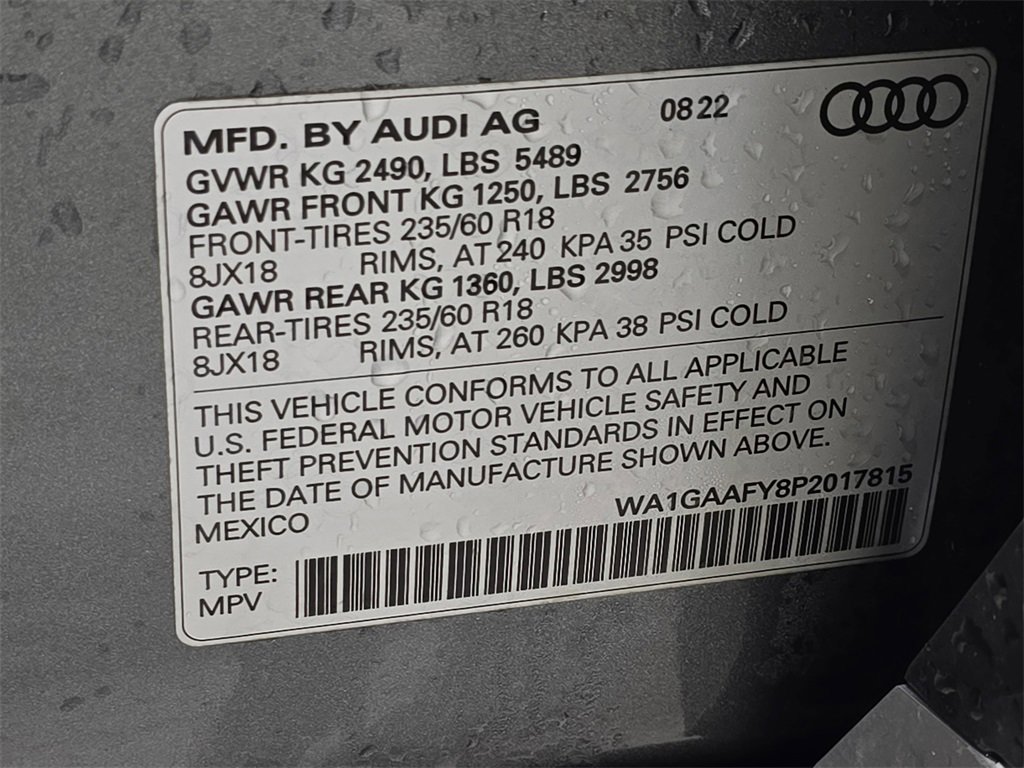 MFD. BY AUDI AG 08 22
GVWR KG 2490, LBS 5489
GAWR FRONT KG 1250, LBS 2756
FRONT-TIRES 235/60 R18
8JX18 RIMS, AT 240 KPA 35 PSI COLD
GAWR REAR KG 1360, LBS 2998
REAR-TIRES 235/60 R18
8JX18 RIMS, AT 260 KPA 38 PSI COLD
THIS VEHICLE CONFORMS TO ALL APPLICABLE
U.S. FEDERAL MOTOR VEHICLE SAFETY AND
THEFT PREVENTION STANDARDS IN EFFECT ON
THE DATE OF MANUFACTURE SHOWN ABOVE.
MEXICO WA1GAAFY8P2017815
TYPE:
MPV